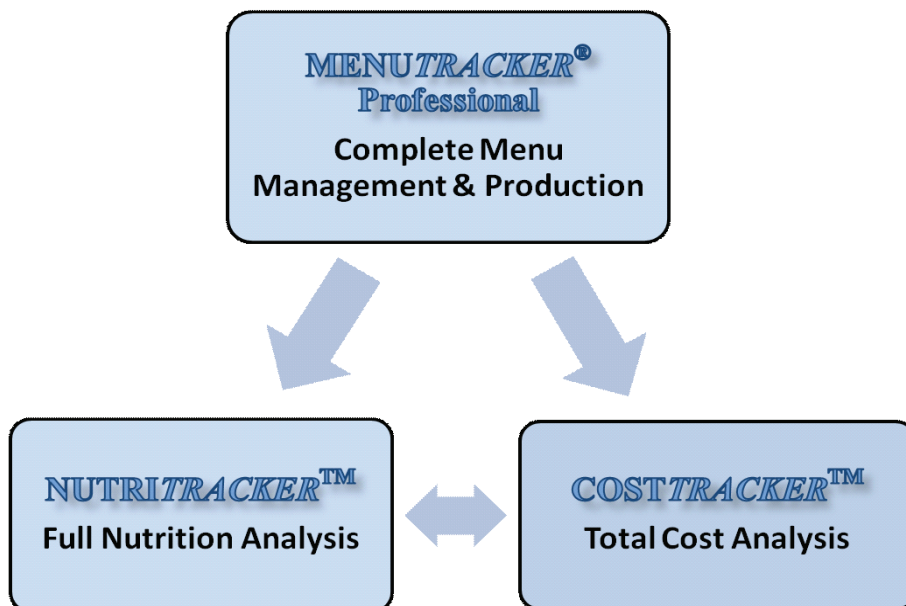 MENUTRACKER®
Professional
Complete Menu
Management & Production
NUTRITRACKER™
Full Nutrition Analysis
COSTTRACKER™
Total Cost Analysis